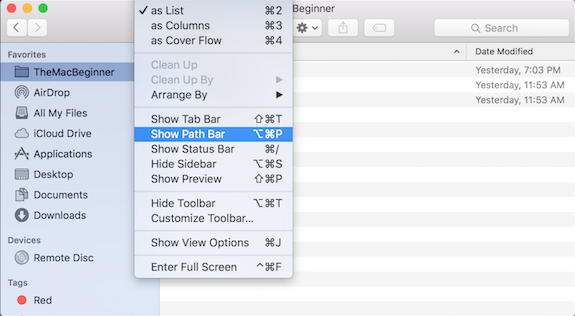 as List ⌘2
as Columns ⌘3
as Cover Flow ⌘4
Clean Up
Clean Up By
Arrange By
Show Tab Bar ⇧⌘T
Show Path Bar ⌥⌘P
Show Status Bar ⌘/
Hide Sidebar ⌥⌘S
Show Preview ⇧⌘P
Hide Toolbar ⌥⌘T
Customize Toolbar...
Show View Options ⌘J
Enter Full Screen ^⌘F
Favorites
TheMacBeginner
AirDrop
All My Files
iCloud Drive
Applications
Desktop
Documents
Downloads
Devices
Remote Disc
Tags
Red
Beginner
Search
Date Modified
Yesterday, 7:03 PM
Yesterday, 11:53 AM
Yesterday, 11:53 AM